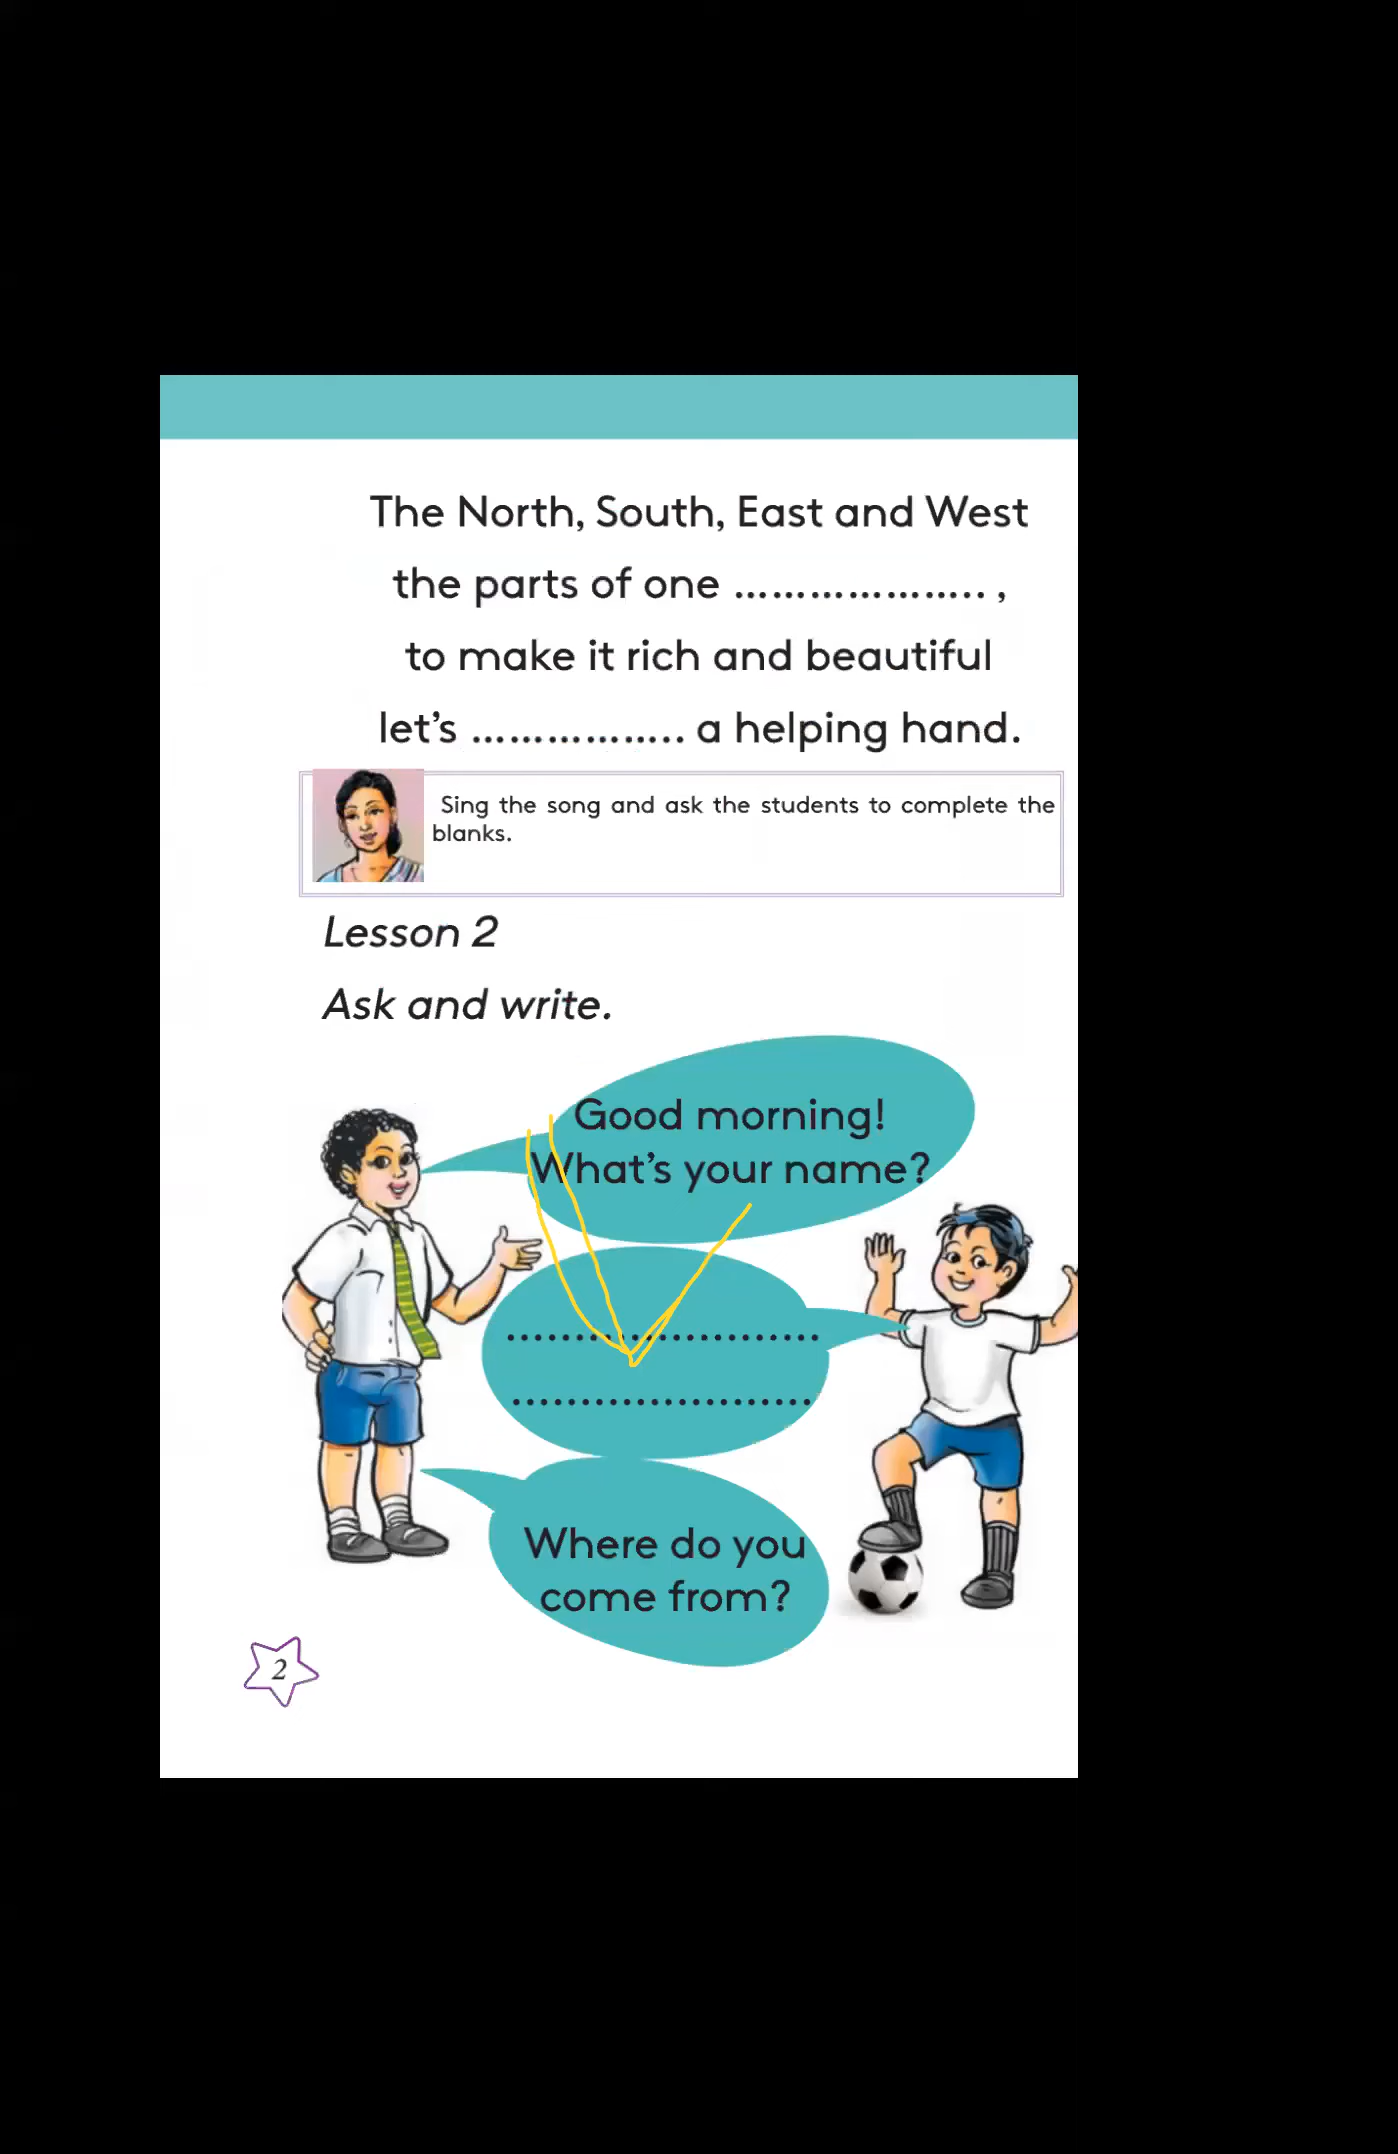 The North, South, East and West
the parts of one ...................... ,
to make it rich and beautiful
let's .................. a helping hand.
Sing the song and ask the students to complete the
blanks.
Lesson 2
Ask and write.
Good morning!
What's your name?
.......................
......................
Where do you
come from?
2